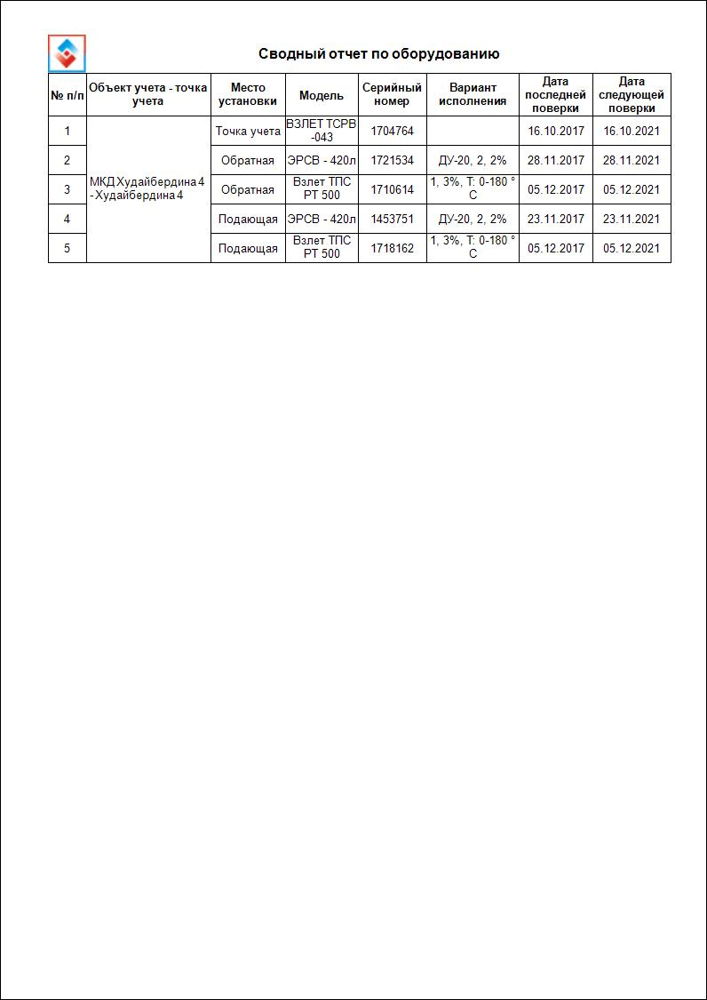 Сводный отчет по оборудованию
№ п/п Объект учета - точка учета Место установки Модель Серийный номер Вариант исполнения Дата последней поверки Дата следующей поверки
1 МКД Худайбердина 4 - Худайбердина 4 Точка учета ВЗЛЕТ ТСРВ -043 1704764 16.10.2017 16.10.2021
2 Обратная ЭРСВ - 420л 1721534 ДУ-20, 2, 2% 28.11.2017 28.11.2021
3 Обратная Взлет ТПС РТ 500 1710614 1, 3%, Т: 0-180 ° С 05.12.2017 05.12.2021
4 Подающая ЭРСВ - 420л 1453751 ДУ-20, 2, 2% 23.11.2017 23.11.2021
5 Подающая Взлет ТПС РТ 500 1718162 1, 3%, Т: 0-180 ° С 05.12.2017 05.12.2021